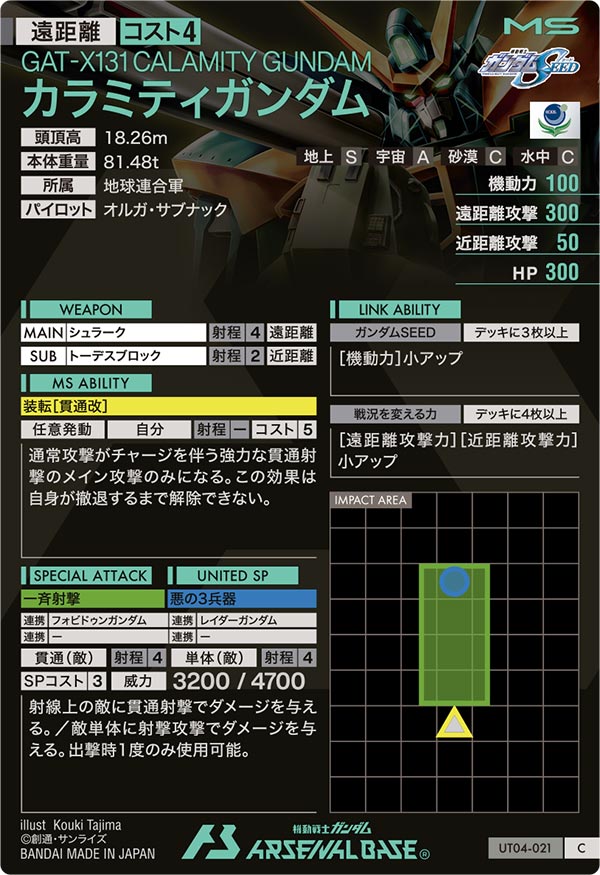 遠距離 コスト4
MS
GAT-X131 CALAMITY GUNDAM
カラミティガンダム
機動戦士ガンダムSEED
頭頂高 18.26m
本体重量 81.48t
所属 地球連合軍
パイロット オルガ・サブナック
地上 S 宇宙 A 砂漠 C 水中 C
機動力 100
遠距離攻撃 300
近距離攻撃 50
HP 300
WEAPON
MAIN シュラーク 射程 4 遠距離
SUB トーデスブロック 射程 2 近距離
MS ABILITY
装転[貫通改]
任意発動 自分 射程 ー コスト 5
通常攻撃がチャージを伴う強力な貫通射
撃のメイン攻撃のみになる。この効果は
自身が撤退するまで解除できない。
LINK ABILITY
ガンダムSEED デッキに3枚以上
[機動力]小アップ
戦況を変える力 デッキに4枚以上
[遠距離攻撃力][近距離攻撃力]
小アップ
IMPACT AREA
SPECIAL ATTACK UNITED SP
一斉射撃 悪の3兵器
連携 フォビドゥンガンダム 連携 レイダーガンダム
連携 ー 連携 ー
貫通(敵) 射程 4 単体(敵) 射程 4
SPコスト 3 威力 3200 / 4700
射線上の敵に貫通射撃でダメージを与え
る。/敵単体に射撃攻撃でダメージを与
える。出撃時1度のみ使用可能。
illust Kouki Tajima
©創通・サンライズ
BANDAI MADE IN JAPAN
機動戦士ガンダム
ARSENAL BASE®
UT04-021 C